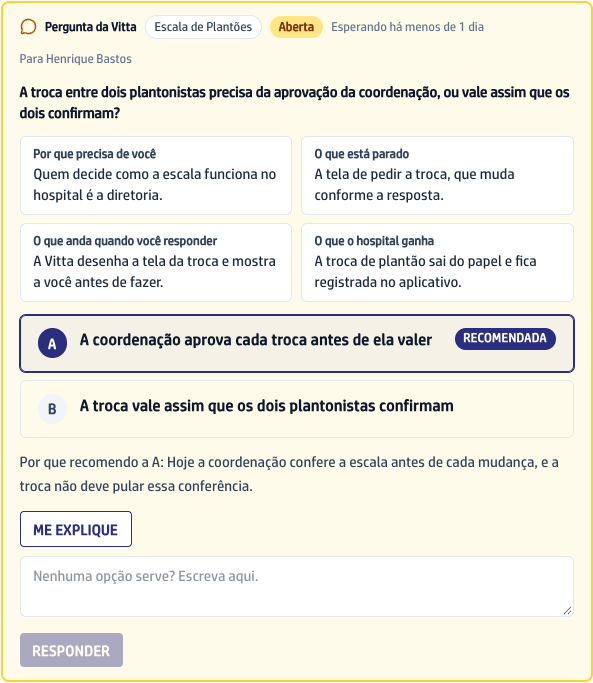 Pergunta da Vitta
Escala de Plantões
Aberta
Esperando há menos de 1 dia
Para Henrique Bastos
A troca entre dois plantonistas precisa da aprovação da coordenação, ou vale assim que os
dois confirmam?
Por que precisa de você
Quem decide como a escala funciona no
hospital é a diretoria.
O que está parado
A tela de pedir a troca, que muda
conforme a resposta.
O que anda quando você responder
A Vitta desenha a tela da troca e mostra
a você antes de fazer.
O que o hospital ganha
A troca de plantão sai do papel e fica
registrada no aplicativo.
A
A coordenação aprova cada troca antes de ela valer
RECOMENDADA
B
A troca vale assim que os dois plantonistas confirmam
Por que recomendo a A: Hoje a coordenação confere a escala antes de cada mudança, e a
troca não deve pular essa conferência.
ME EXPLIQUE
Nenhuma opção serve? Escreva aqui.
RESPONDER